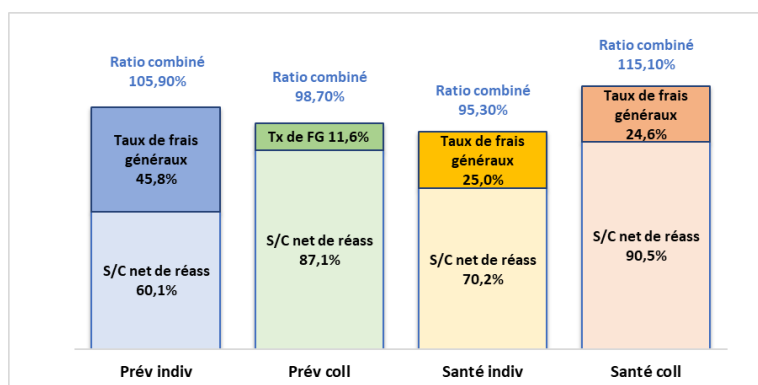 Ratio combiné
105,90%
Taux de frais
généraux
45,8%
S/C net de réass
60,1%
Prév indiv
Ratio combiné
98,70%
Tx de FG 11,6%
S/C net de réass
87,1%
Prév coll
Ratio combiné
95,30%
Taux de frais
généraux
25,0%
S/C net de réass
70,2%
Santé indiv
Ratio combiné
115,10%
Taux de frais
généraux
24,6%
S/C net de réass
90,5%
Santé coll